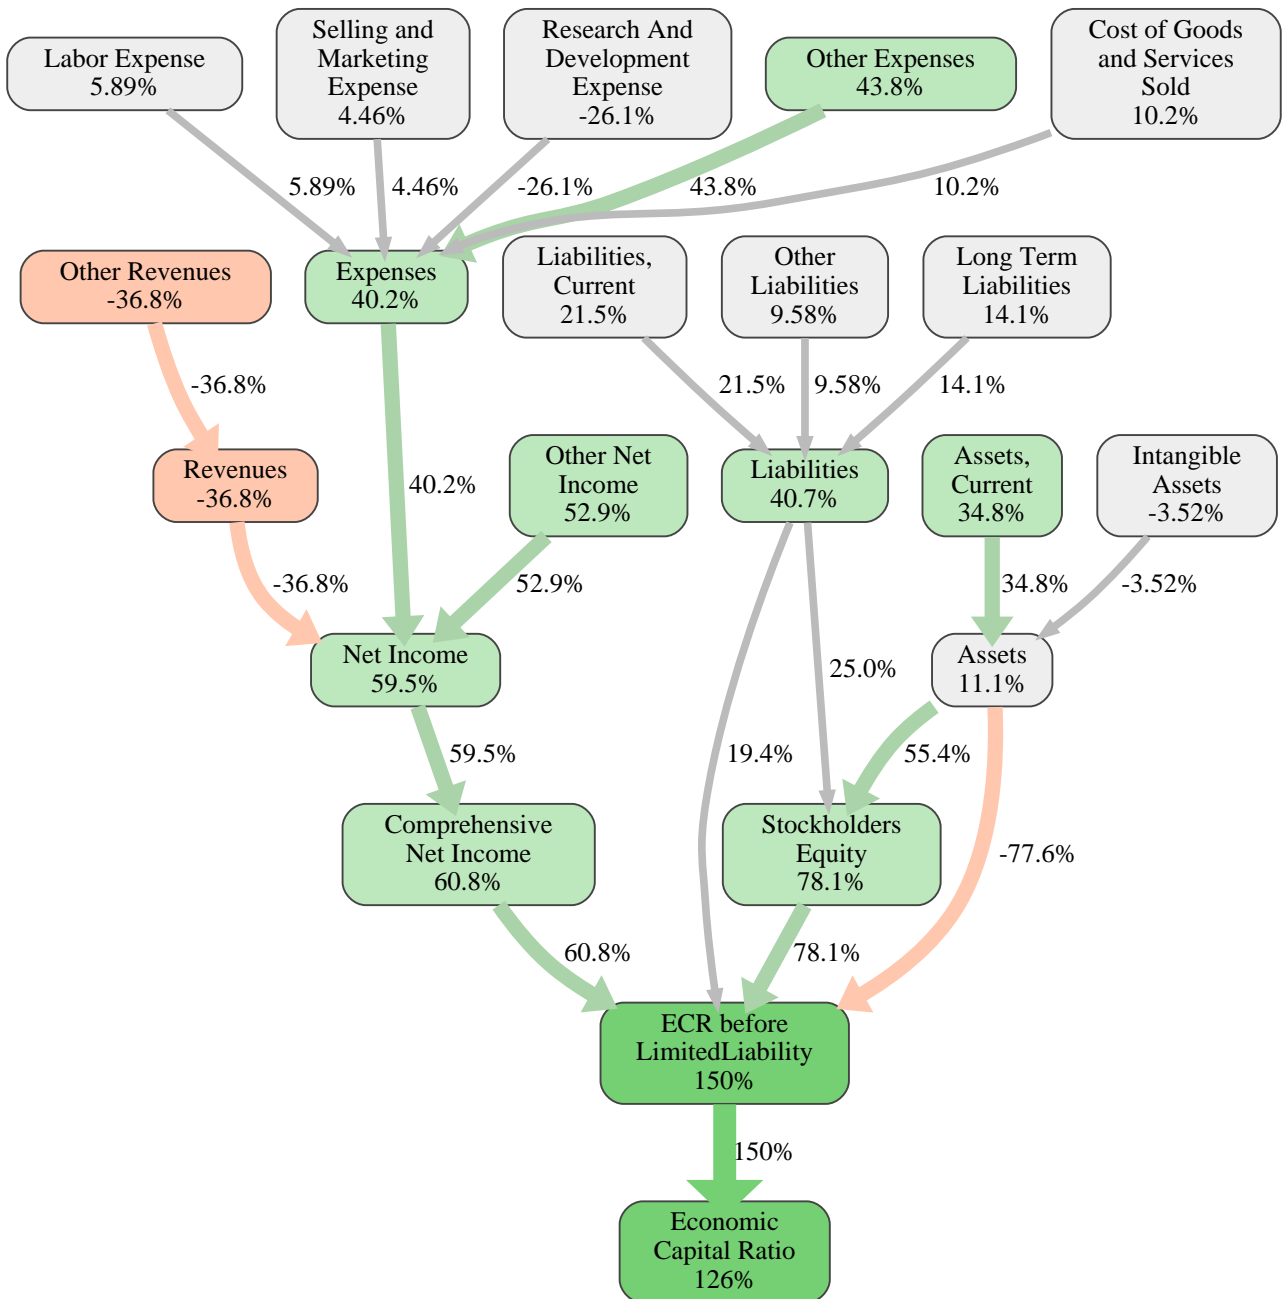 Labor Expense
5.89%
Selling and
Marketing
Expense
4.46%
Research And
Development
Expense
-26.1%
Other Expenses
43.8%
Cost of Goods
and Services
Sold
10.2%
5.89%
4.46%
-26.1%
43.8%
10.2%
Other Revenues
-36.8%
Expenses
40.2%
Liabilities,
Current
21.5%
Other
Liabilities
9.58%
Long Term
Liabilities
14.1%
-36.8%
21.5%
9.58%
14.1%
Revenues
-36.8%
40.2%
Other Net
Income
52.9%
Liabilities
40.7%
Assets,
Current
34.8%
Intangible
Assets
-3.52%
-36.8%
52.9%
34.8%
-3.52%
Net Income
59.5%
25.0%
Assets
11.1%
59.5%
19.4%
55.4%
Comprehensive
Net Income
60.8%
Stockholders
Equity
78.1%
-77.6%
60.8%
78.1%
ECR before
LimitedLiability
150%
150%
Economic
Capital Ratio
126%